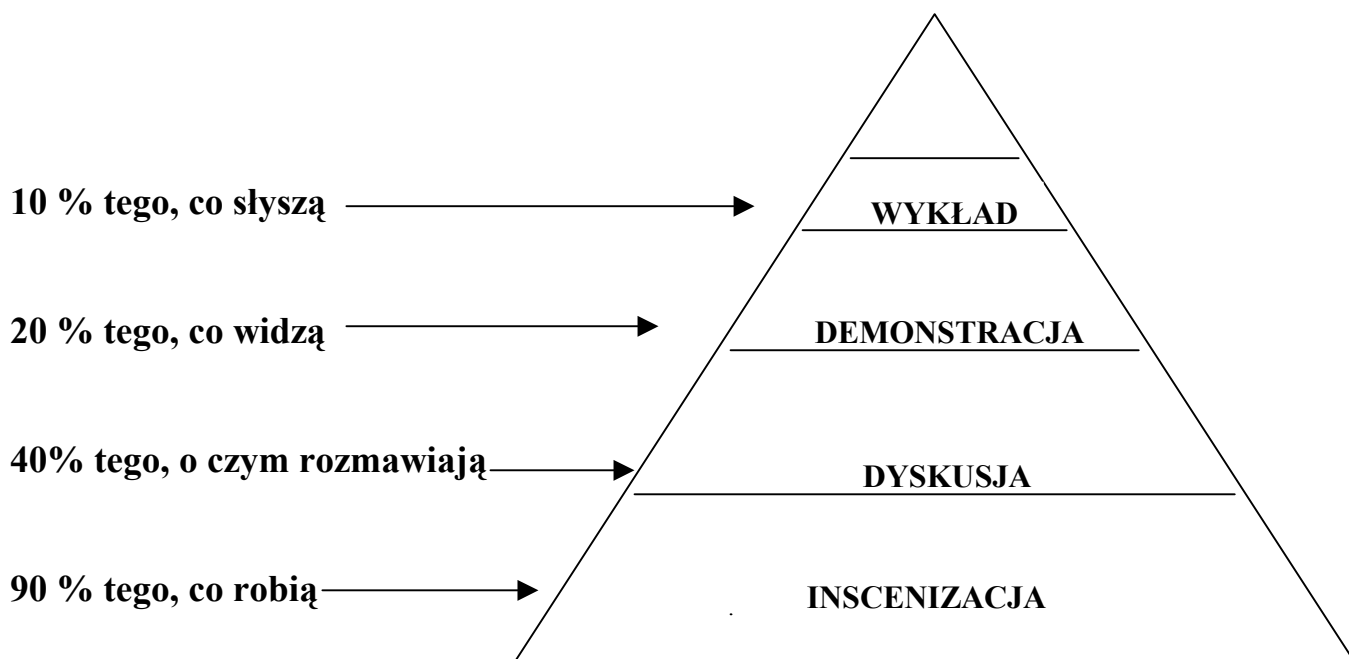 10 % tego, co słyszą
WYKŁAD
20 % tego, co widzą
DEMONSTRACJA
40% tego, o czym rozmawiają
DYSKUSJA
90 % tego, co robią
INSCENIZACJA